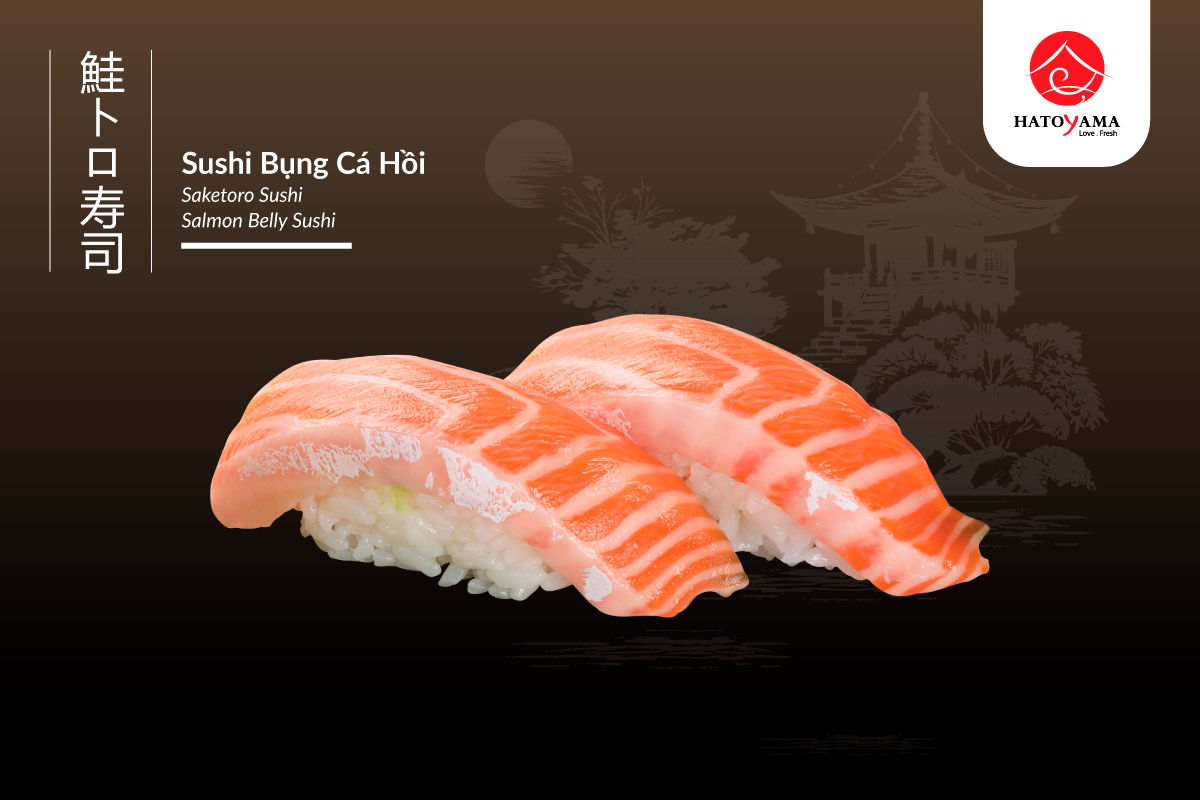 鮭トロ寿司
Sushi Bụng Cá Hồi
Saketoro Sushi
Salmon Belly Sushi
HATOYAMA
Love . Fresh